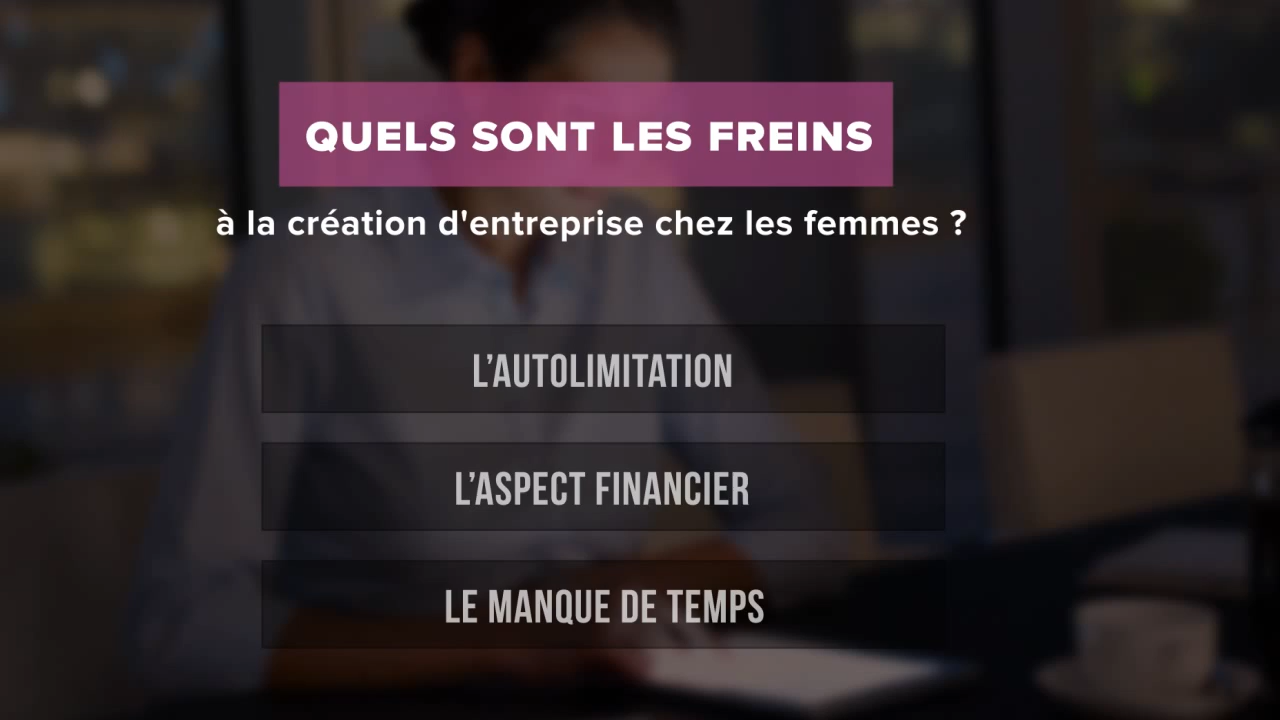 QUELS SONT LES FREINS
à la création d'entreprise chez les femmes ?
L’AUTOLIMITATION
L’ASPECT FINANCIER
LE MANQUE DE TEMPS